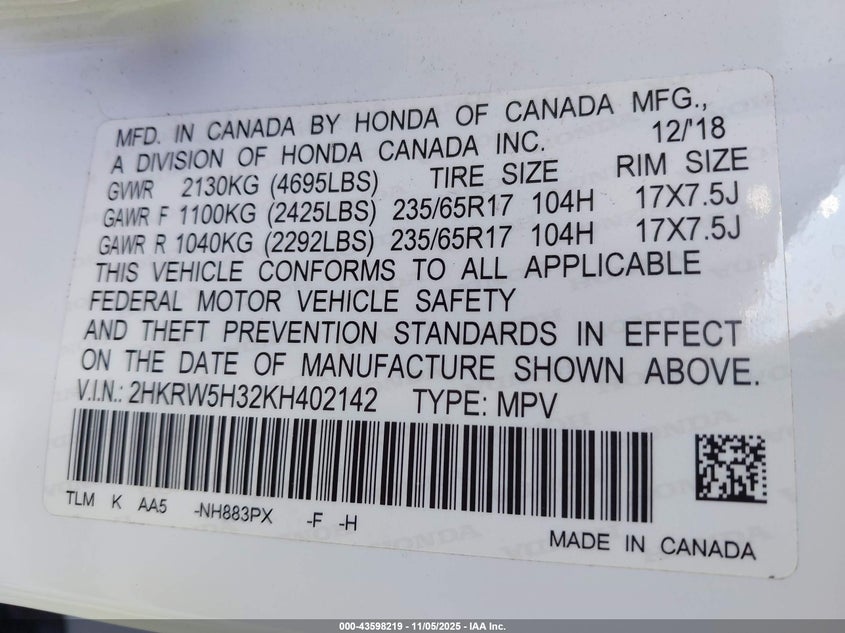 MFD. IN CANADA BY HONDA OF CANADA MFG.,
A DIVISION OF HONDA CANADA INC. 12/'18
GVWR 2130KG (4695LBS) TIRE SIZE RIM SIZE
GAWR F 1100KG (2425LBS) 235/65R17 104H 17X7.5J
GAWR R 1040KG (2292LBS) 235/65R17 104H 17X7.5J
THIS VEHICLE CONFORMS TO ALL APPLICABLE
FEDERAL MOTOR VEHICLE SAFETY
AND THEFT PREVENTION STANDARDS IN EFFECT
ON THE DATE OF MANUFACTURE SHOWN ABOVE.
V.I.N.: 2HKRW5H32KH402142 TYPE: MPV
TLM K AA5 -NH883PX -F -H
MADE IN CANADA
000-43598219 - 11/05/2025 - IAA Inc.